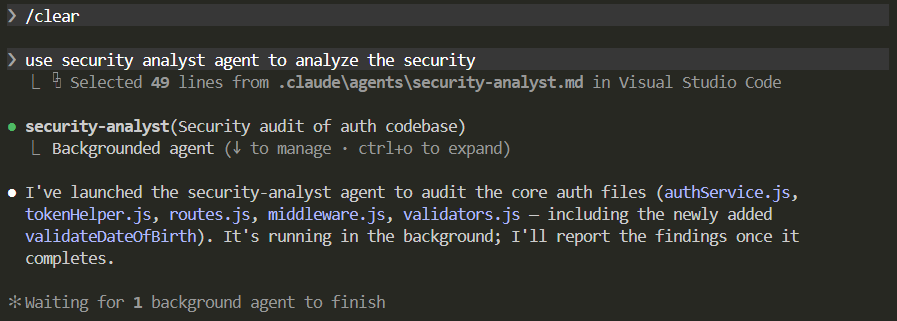 ❯ /clear
❯ use security analyst agent to analyze the security
⎿ Selected 49 lines from .claude\agents\security-analyst.md in Visual Studio Code
● security-analyst(Security audit of auth codebase)
⎿ Backgrounded agent (↓ to manage · ctrl+o to expand)
● I've launched the security-analyst agent to audit the core auth files (authService.js,
tokenHelper.js, routes.js, middleware.js, validators.js — including the newly added
validateDateOfBirth). It's running in the background; I'll report the findings once it
completes.
✻ Waiting for 1 background agent to finish